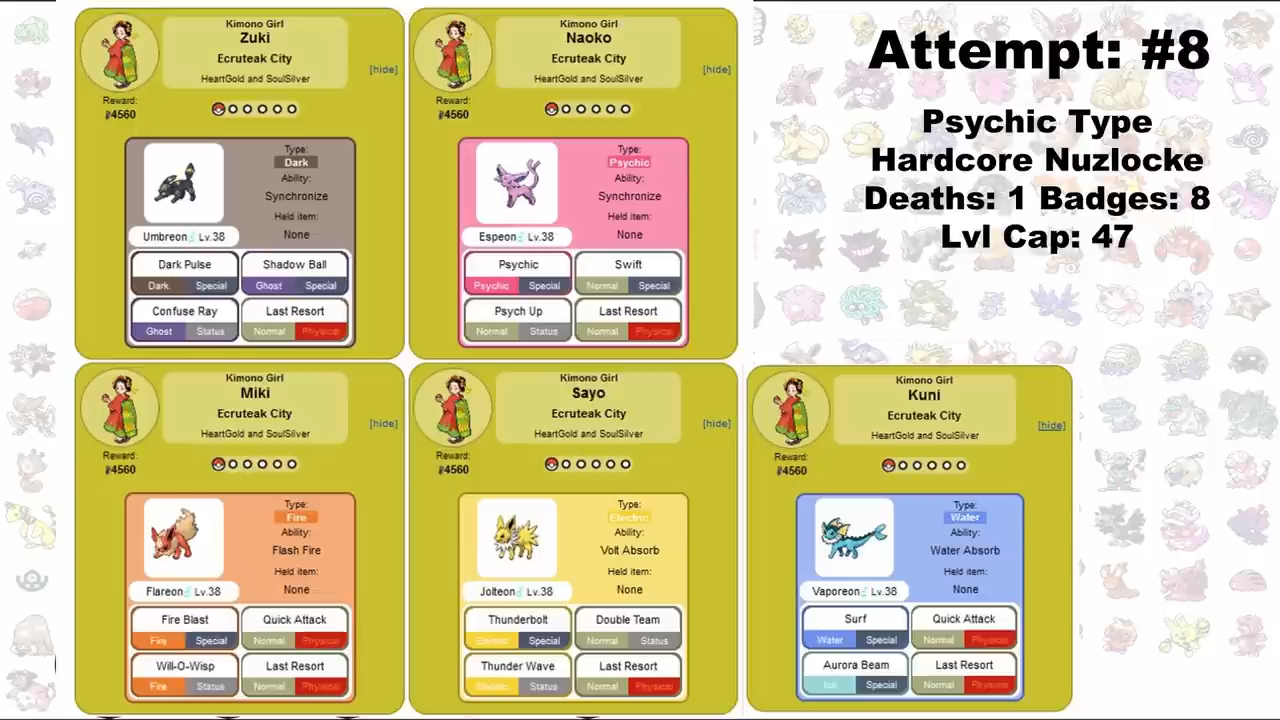 Kimono Girl
Zuki
Ecruteak City
HeartGold and SoulSilver
[hide]
Reward:
₽4560
Type:
Dark
Ability:
Synchronize
Held item:
None
Umbreon♂ Lv.38
Dark Pulse
Dark Special
Shadow Ball
Ghost Special
Confuse Ray
Ghost Status
Last Resort
Normal Physical
Kimono Girl
Naoko
Ecruteak City
HeartGold and SoulSilver
[hide]
Reward:
₽4560
Type:
Psychic
Ability:
Synchronize
Held item:
None
Espeon♂ Lv.38
Psychic
Psychic Special
Swift
Normal Special
Psych Up
Normal Status
Last Resort
Normal Physical
Attempt: #8
Psychic Type
Hardcore Nuzlocke
Deaths: 1 Badges: 8
Lvl Cap: 47
Kimono Girl
Miki
Ecruteak City
HeartGold and SoulSilver
[hide]
Reward:
₽4560
Type:
Fire
Ability:
Flash Fire
Held item:
None
Flareon♂ Lv.38
Fire Blast
Fire Special
Quick Attack
Normal Physical
Will-O-Wisp
Fire Status
Last Resort
Normal Physical
Kimono Girl
Sayo
Ecruteak City
HeartGold and SoulSilver
[hide]
Reward:
₽4560
Type:
Electric
Ability:
Volt Absorb
Held item:
None
Jolteon♂ Lv.38
Thunderbolt
Electric Special
Double Team
Normal Status
Thunder Wave
Electric Status
Last Resort
Normal Physical
Kimono Girl
Kuni
Ecruteak City
HeartGold and SoulSilver
[hide]
Reward:
₽4560
Type:
Water
Ability:
Water Absorb
Held item:
None
Vaporeon♂ Lv.38
Surf
Water Special
Quick Attack
Normal Physical
Aurora Beam
Ice Special
Last Resort
Normal Physical